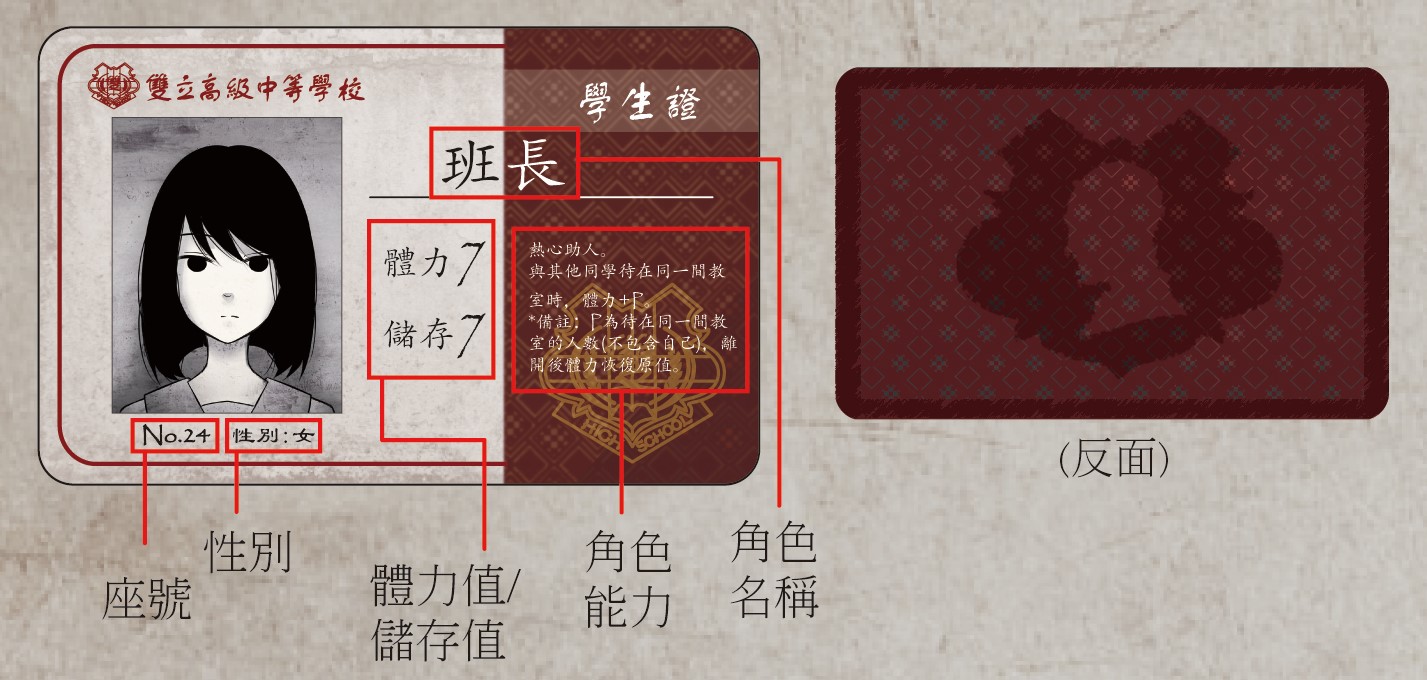 雙立高級中等學校
學生證
班長
體力7
儲存7
熱心助人。
與其他同學待在同一間教
室時，體力+P。
*備註：P為待在同一間教
室的人數(不包含自己)，離
開後體力恢復原值。
HIGH SCHOOL
No.24
性別:女
(反面)
座號
性別
體力值/
儲存值
角色
能力
角色
名稱